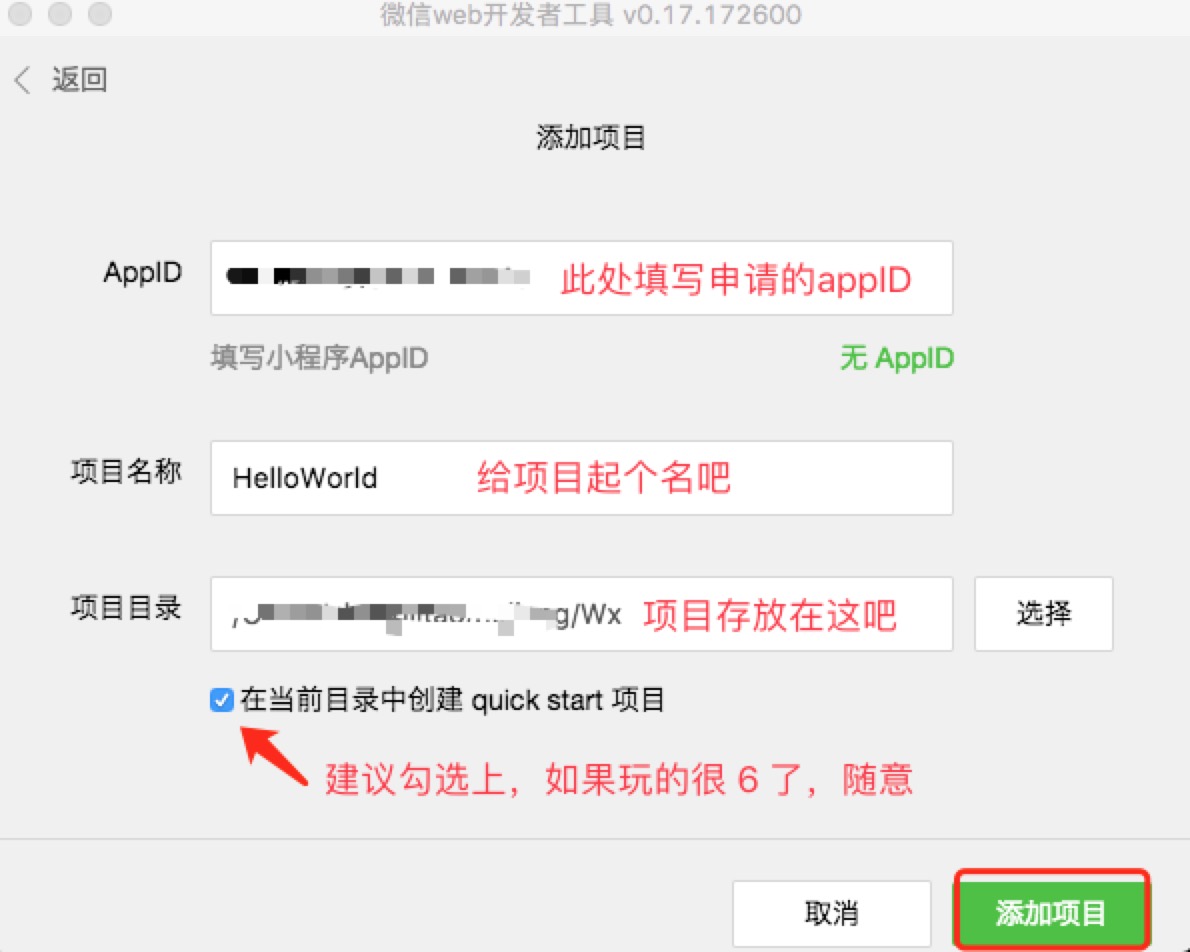 微信web开发者工具 v0.17.172600
返回
添加项目
AppID 此处填写申请的appID
填写小程序AppID 无 AppID
项目名称 HelloWorld 给项目起个名吧
项目目录 g/Wx 项目存放在这吧 选择
在当前目录中创建 quick start 项目
建议勾选上，如果玩的很 6 了，随意
取消 添加项目